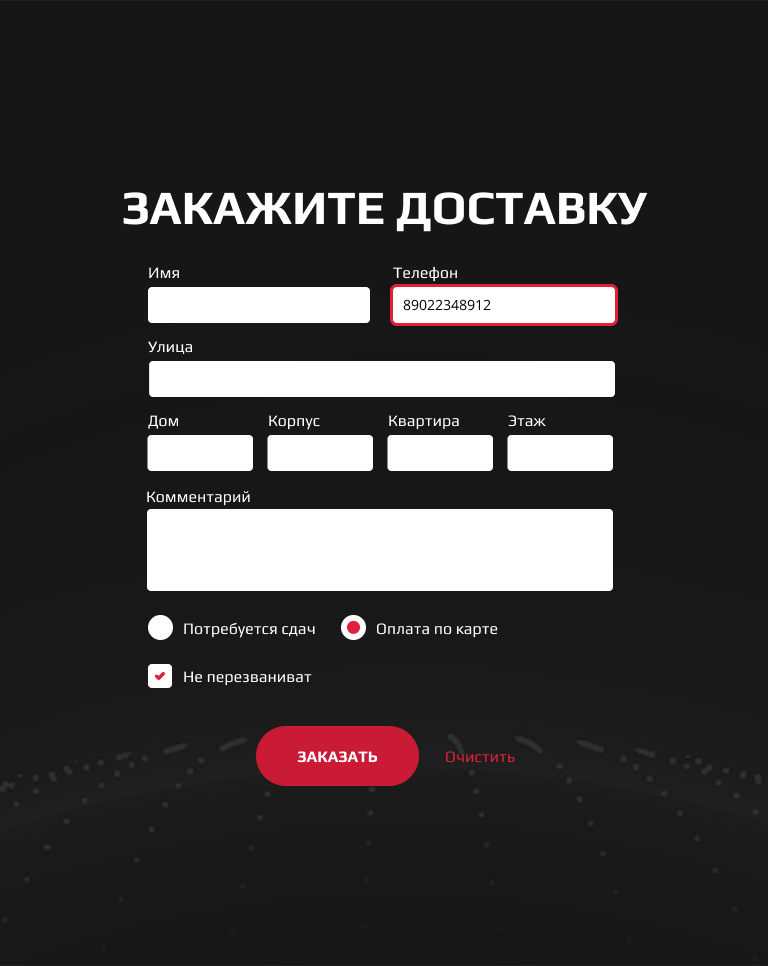 ЗАКАЖИТЕ ДОСТАВКУ
Имя Телефон
89022348912
Улица
Дом Корпус Квартира Этаж
Комментарий
Потребуется сдач Оплата по карте
Не перезваниват
ЗАКАЗАТЬ Очистить